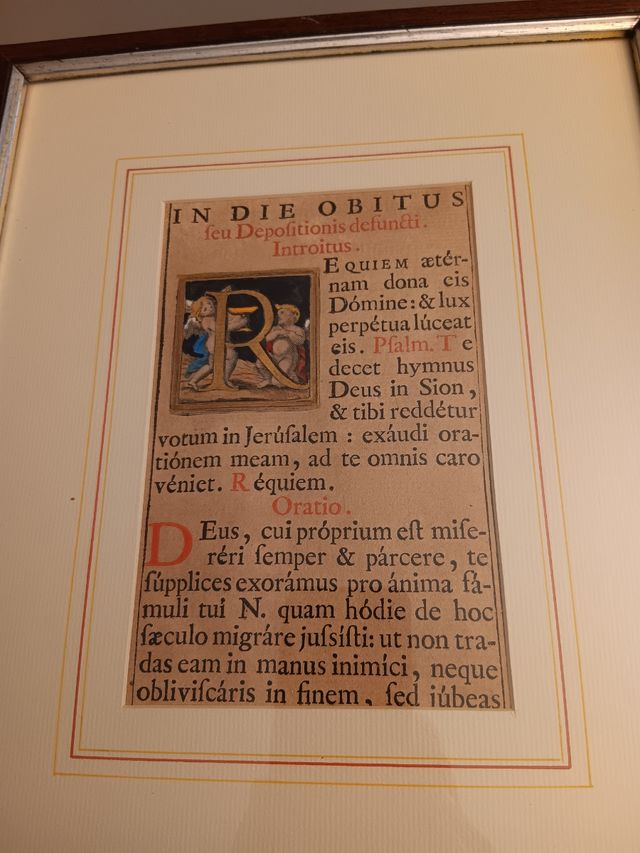 IN DIE OBITUS
ſeu Depoſitionis defuncti.
Introitus.
REQUIEM ætér-
nam dona eis
Dómine: & lux
perpétua lúceat
eis. Pſalm. Te
decet hymnus
Deus in Sion,
& tibi reddétur
votum in Jerúſalem : exáudi ora-
tiónem meam, ad te omnis caro
véniet. Réquiem.
Oratio.
DEus, cui próprium eſt miſe-
réri ſemper & párcere, te
ſúpplices exorámus pro ánima fá-
muli tui N. quam hódie de hoc
ſæculo migráre juſsíſti: ut non tra-
das eam in manus inimíci, neque
obliviſcáris in finem, ſed iúbeas